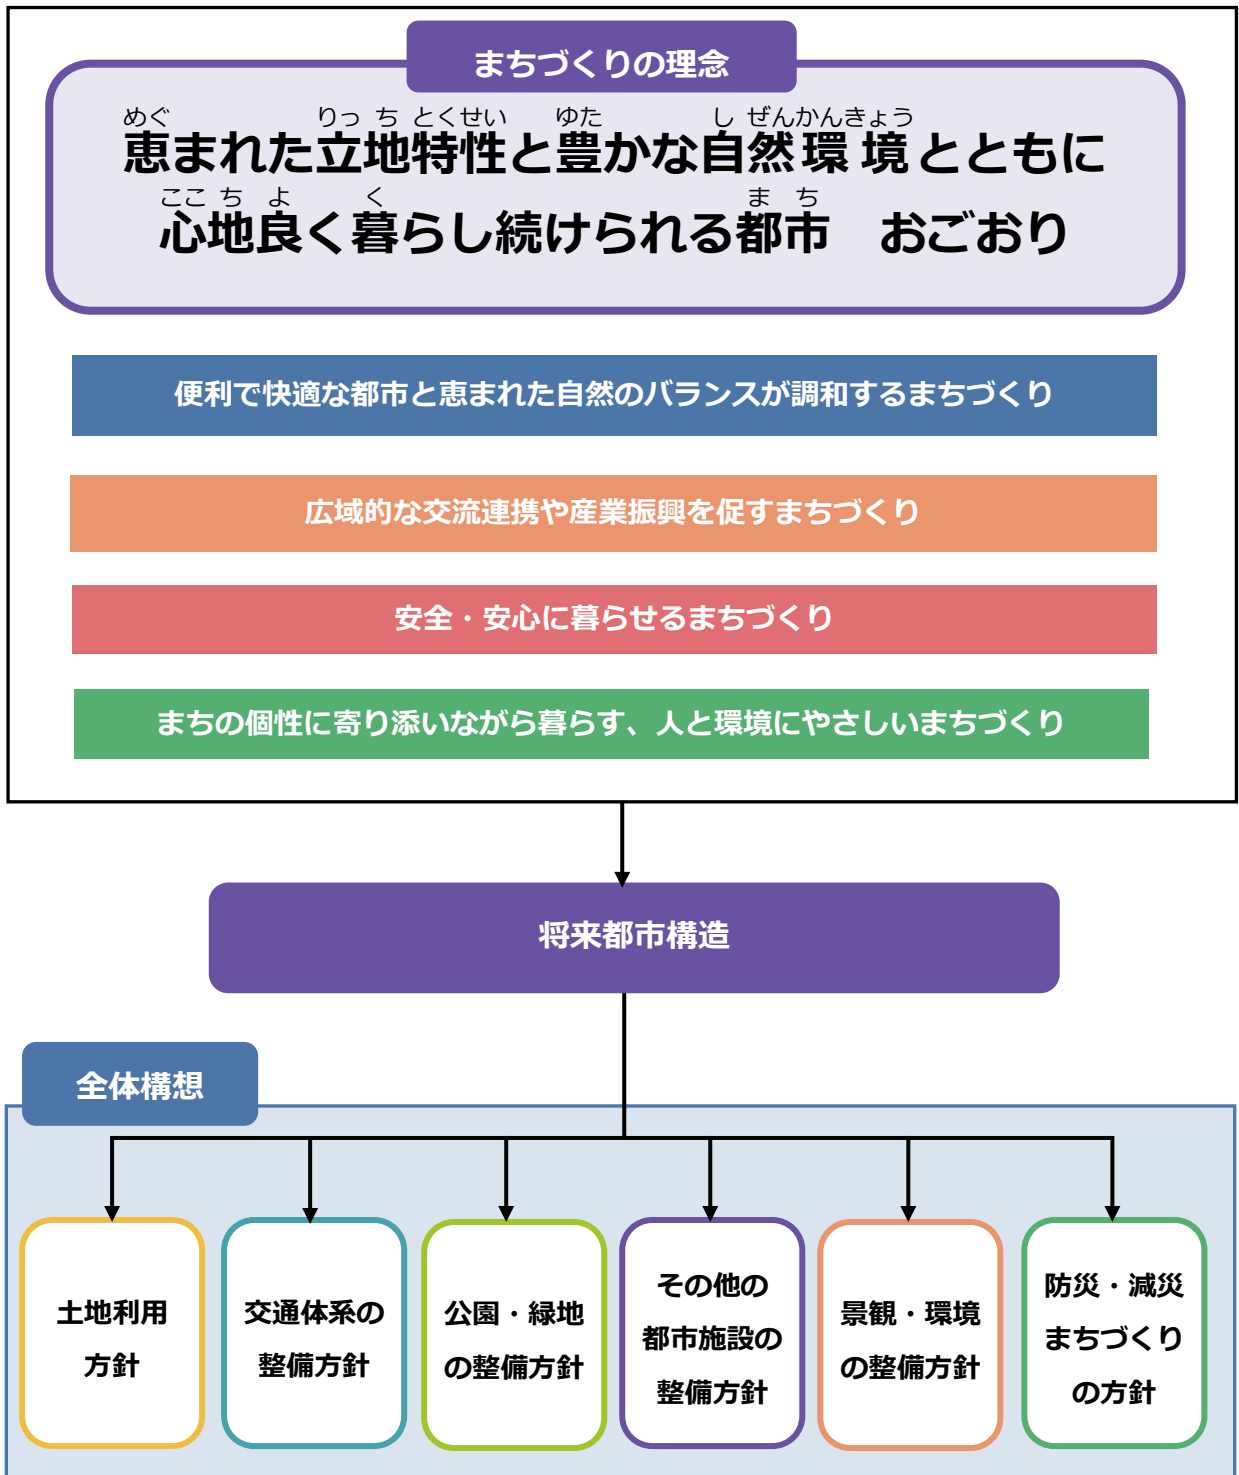 まちづくりの理念
めぐ りっ ち とくせい ゆた し ぜんかんきょう
恵まれた立地特性と豊かな自然環境とともに
ここ ち よ く ま ち
心地良く暮らし続けられる都市　おごおり
便利で快適な都市と恵まれた自然のバランスが調和するまちづくり
広域的な交流連携や産業振興を促すまちづくり
安全・安心に暮らせるまちづくり
まちの個性に寄り添いながら暮らす、人と環境にやさしいまちづくり
将来都市構造
全体構想
土地利用
方針
交通体系の
整備方針
公園・緑地
の整備方針
その他の
都市施設の
整備方針
景観・環境
の整備方針
防災・減災
まちづくり
の方針